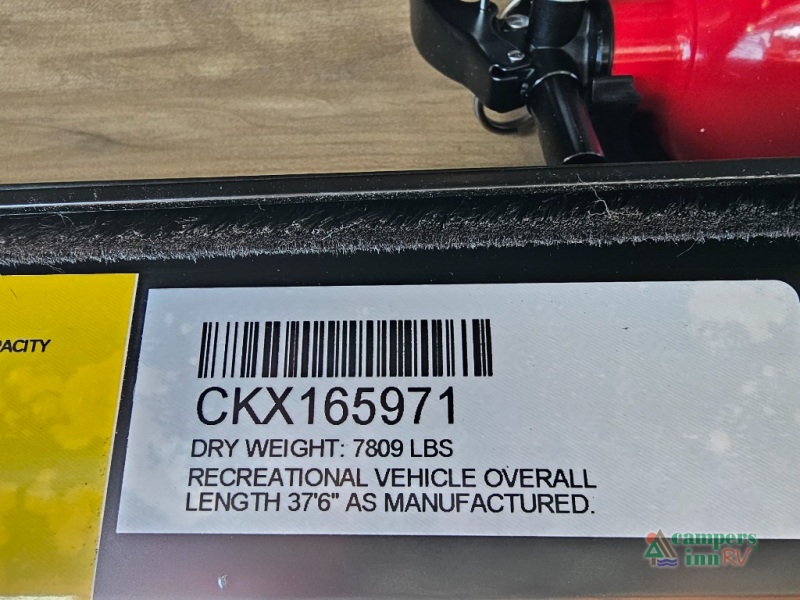 ACITY
CKX165971
DRY WEIGHT: 7809 LBS
RECREATIONAL VEHICLE OVERALL
LENGTH 37'6" AS MANUFACTURED.
campers
inn RV